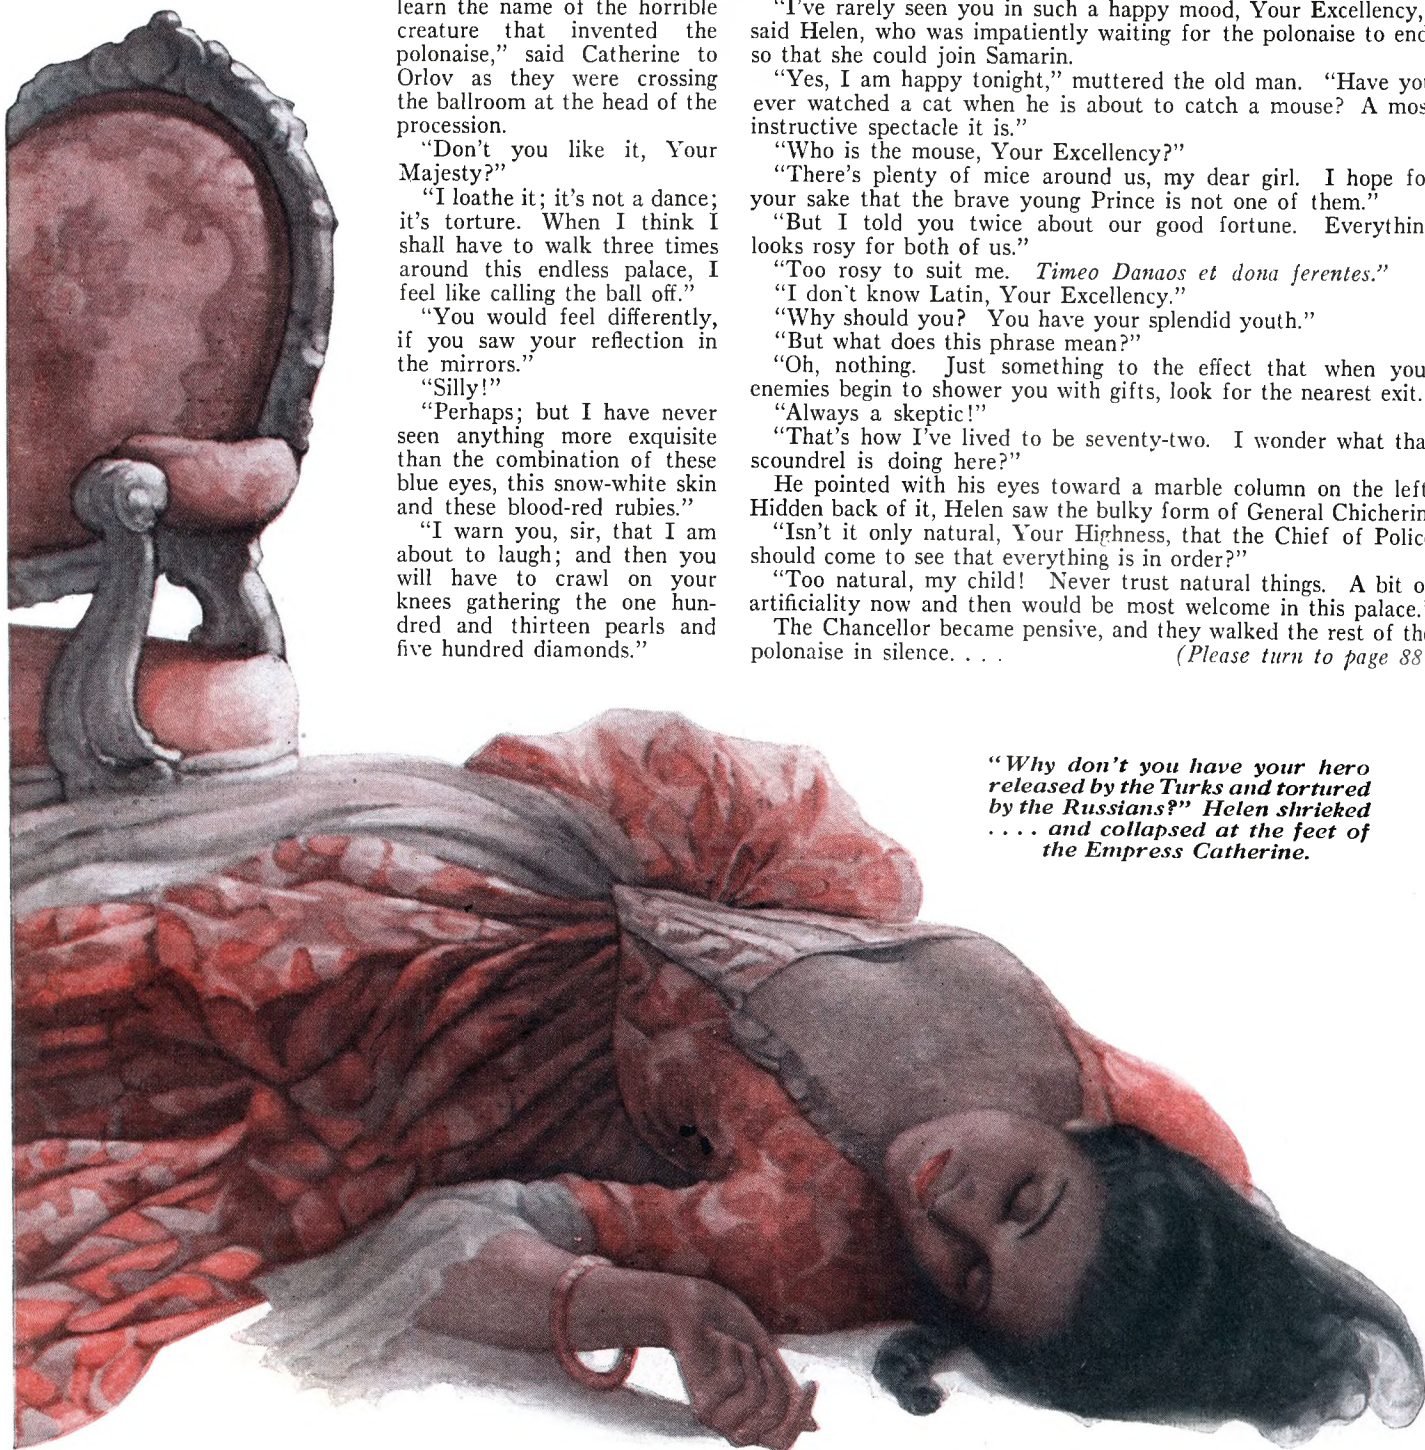 learn the name of the horrible
creature that invented the
polonaise,” said Catherine to
Orlov as they were crossing
the ballroom at the head of the
procession.
“Don't you like it, Your
Majesty?”
“I loathe it; it's not a dance;
it's torture. When I think I
shall have to walk three times
around this endless palace, I
feel like calling the ball off.”
“You would feel differently,
if you saw your reflection in
the mirrors.”
“Silly!”
“Perhaps; but I have never
seen anything more exquisite
than the combination of these
blue eyes, this snow-white skin
and these blood-red rubies.”
“I warn you, sir, that I am
about to laugh; and then you
will have to crawl on your
knees gathering the one hun-
dred and thirteen pearls and
five hundred diamonds.”
“I've rarely seen you in such a happy mood, Your Excellency,
said Helen, who was impatiently waiting for the polonaise to end
so that she could join Samarin.
“Yes, I am happy tonight,” muttered the old man. “Have yo
ever watched a cat when he is about to catch a mouse? A mos
instructive spectacle it is.”
“Who is the mouse, Your Excellency?”
“There's plenty of mice around us, my dear girl. I hope fo
your sake that the brave young Prince is not one of them.”
“But I told you twice about our good fortune. Everythin
looks rosy for both of us.”
“Too rosy to suit me. Timeo Danaos et dona ferentes.”
“I don't know Latin, Your Excellency.”
“Why should you? You have your splendid youth.”
“But what does this phrase mean?”
“Oh, nothing. Just something to the effect that when you
enemies begin to shower you with gifts, look for the nearest exit.
“Always a skeptic!”
“That's how I've lived to be seventy-two. I wonder what tha
scoundrel is doing here?”
He pointed with his eyes toward a marble column on the left
Hidden back of it, Helen saw the bulky form of General Chicherin
“Isn't it only natural, Your Highness, that the Chief of Polic
should come to see that everything is in order?”
“Too natural, my child! Never trust natural things. A bit o
artificiality now and then would be most welcome in this palace.”
The Chancellor became pensive, and they walked the rest of th
polonaise in silence. . . . (Please turn to page 88
“Why don't you have your hero
released by the Turks and tortured
by the Russians?” Helen shrieked
. . . . and collapsed at the feet of
the Empress Catherine.